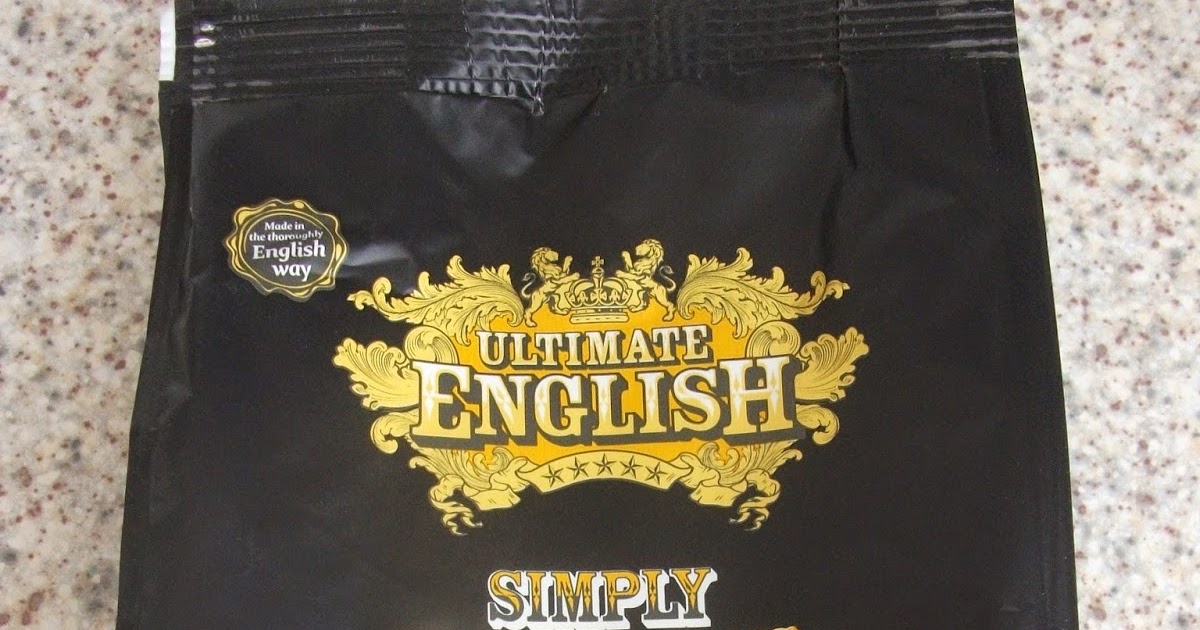 Made in
the thoroughly
English
way
ULTIMATE
ENGLISH
SIMPLY